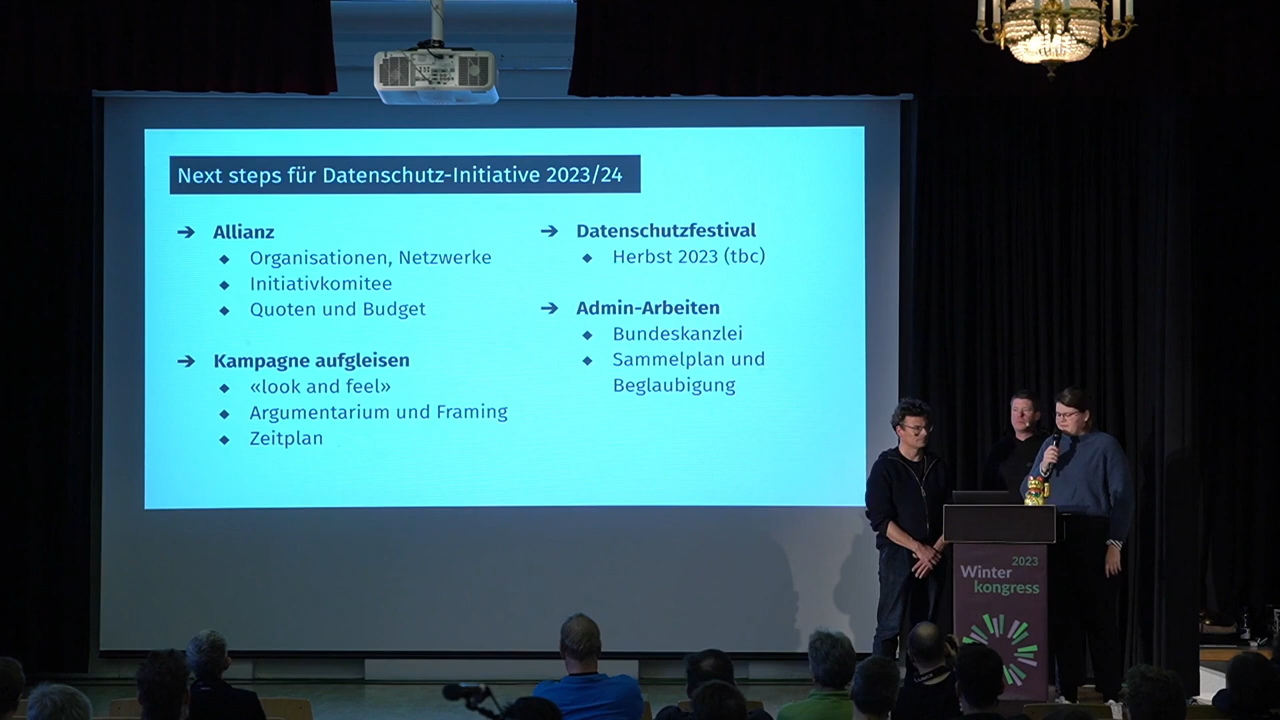 Next steps für Datenschutz-Initiative 2023/24
➔ Allianz
◆ Organisationen, Netzwerke
◆ Initiativkomitee
◆ Quoten und Budget
➔ Kampagne aufgleisen
◆ «look and feel»
◆ Argumentarium und Framing
◆ Zeitplan
➔ Datenschutzfestival
◆ Herbst 2023 (tbc)
➔ Admin-Arbeiten
◆ Bundeskanzlei
◆ Sammelplan und
Beglaubigung
2023
Winter
kongress